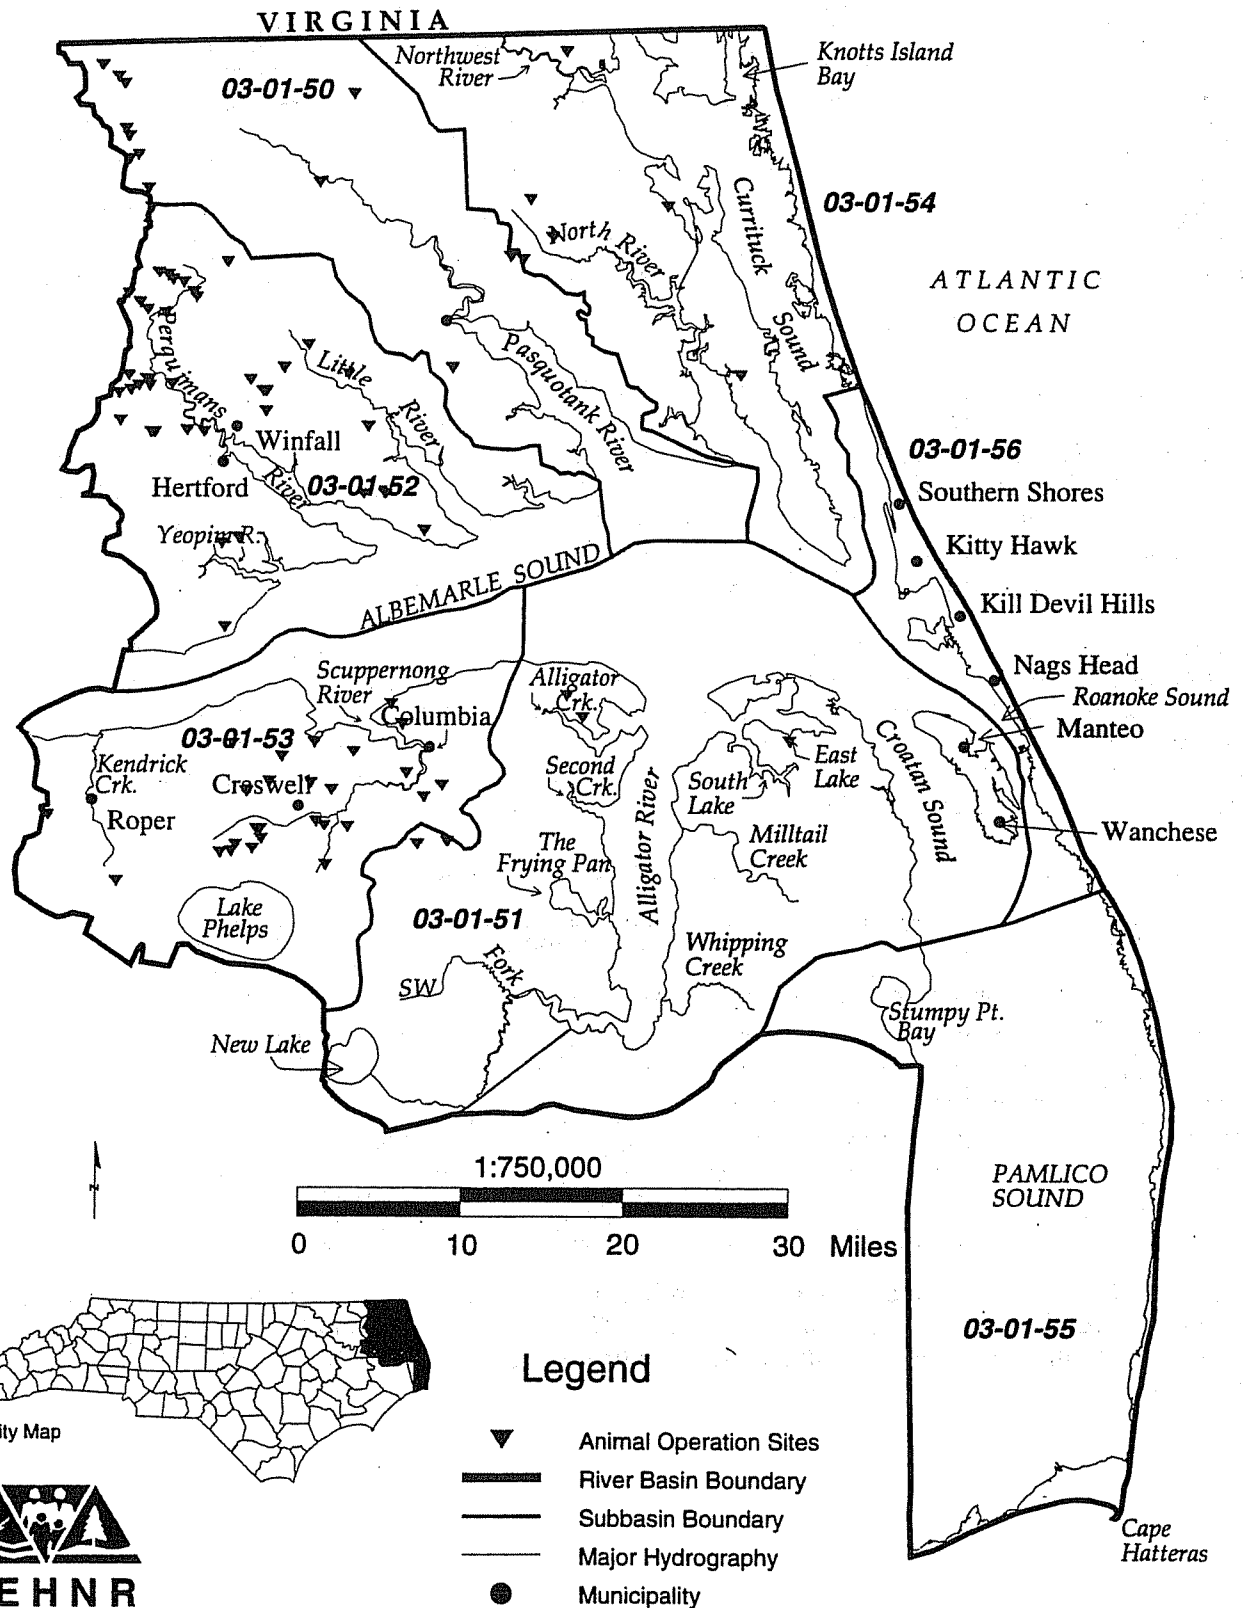 VIRGINIA
Northwest
River
Knotts Island
Bay
03-01-50
03-01-54
Currituck
Sound
North River
ATLANTIC
OCEAN
Perquimans
River
Little
River
Pasquotank River
Winfall
Hertford
03-01-52
03-01-56
Southern Shores
Kitty Hawk
Yeopim R.
ALBEMARLE SOUND
Kill Devil Hills
Nags Head
Roanoke Sound
Manteo
Scuppernong
River
Columbia
Alligator
Crk.
03-01-53
Kendrick
Crk.
Creswell
Roper
Second
Crk.
South
Lake
East
Lake
Croatan Sound
Alligator River
Milltail
Creek
Wanchese
The
Frying Pan
Lake
Phelps
03-01-51
SW
Fork
Whipping
Creek
Stumpy Pt.
Bay
New Lake
N
1:750,000
0 10 20 30 Miles
PAMLICO
SOUND
03-01-55
Cape
Hatteras
ity Map
EHNR
Legend
Animal Operation Sites
River Basin Boundary
Subbasin Boundary
Major Hydrography
Municipality